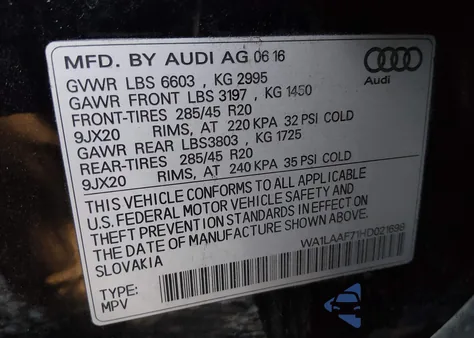 MFD. BY AUDI AG 06 16
GVWR LBS 6603 , KG 2995
GAWR FRONT LBS 3197 , KG 1450
FRONT-TIRES 285/45 R20
9JX20 RIMS, AT 220 KPA 32 PSI COLD
GAWR REAR LBS3803 , KG 1725
REAR-TIRES 285/45 R20
9JX20 RIMS, AT 240 KPA 35 PSI COLD
THIS VEHICLE CONFORMS TO ALL APPLICABLE
U.S. FEDERAL MOTOR VEHICLE SAFETY AND
THEFT PREVENTION STANDARDS IN EFFECT ON
THE DATE OF MANUFACTURE SHOWN ABOVE
SLOVAKIA
WA1LAAF71HD021698
TYPE:
MPV
Audi